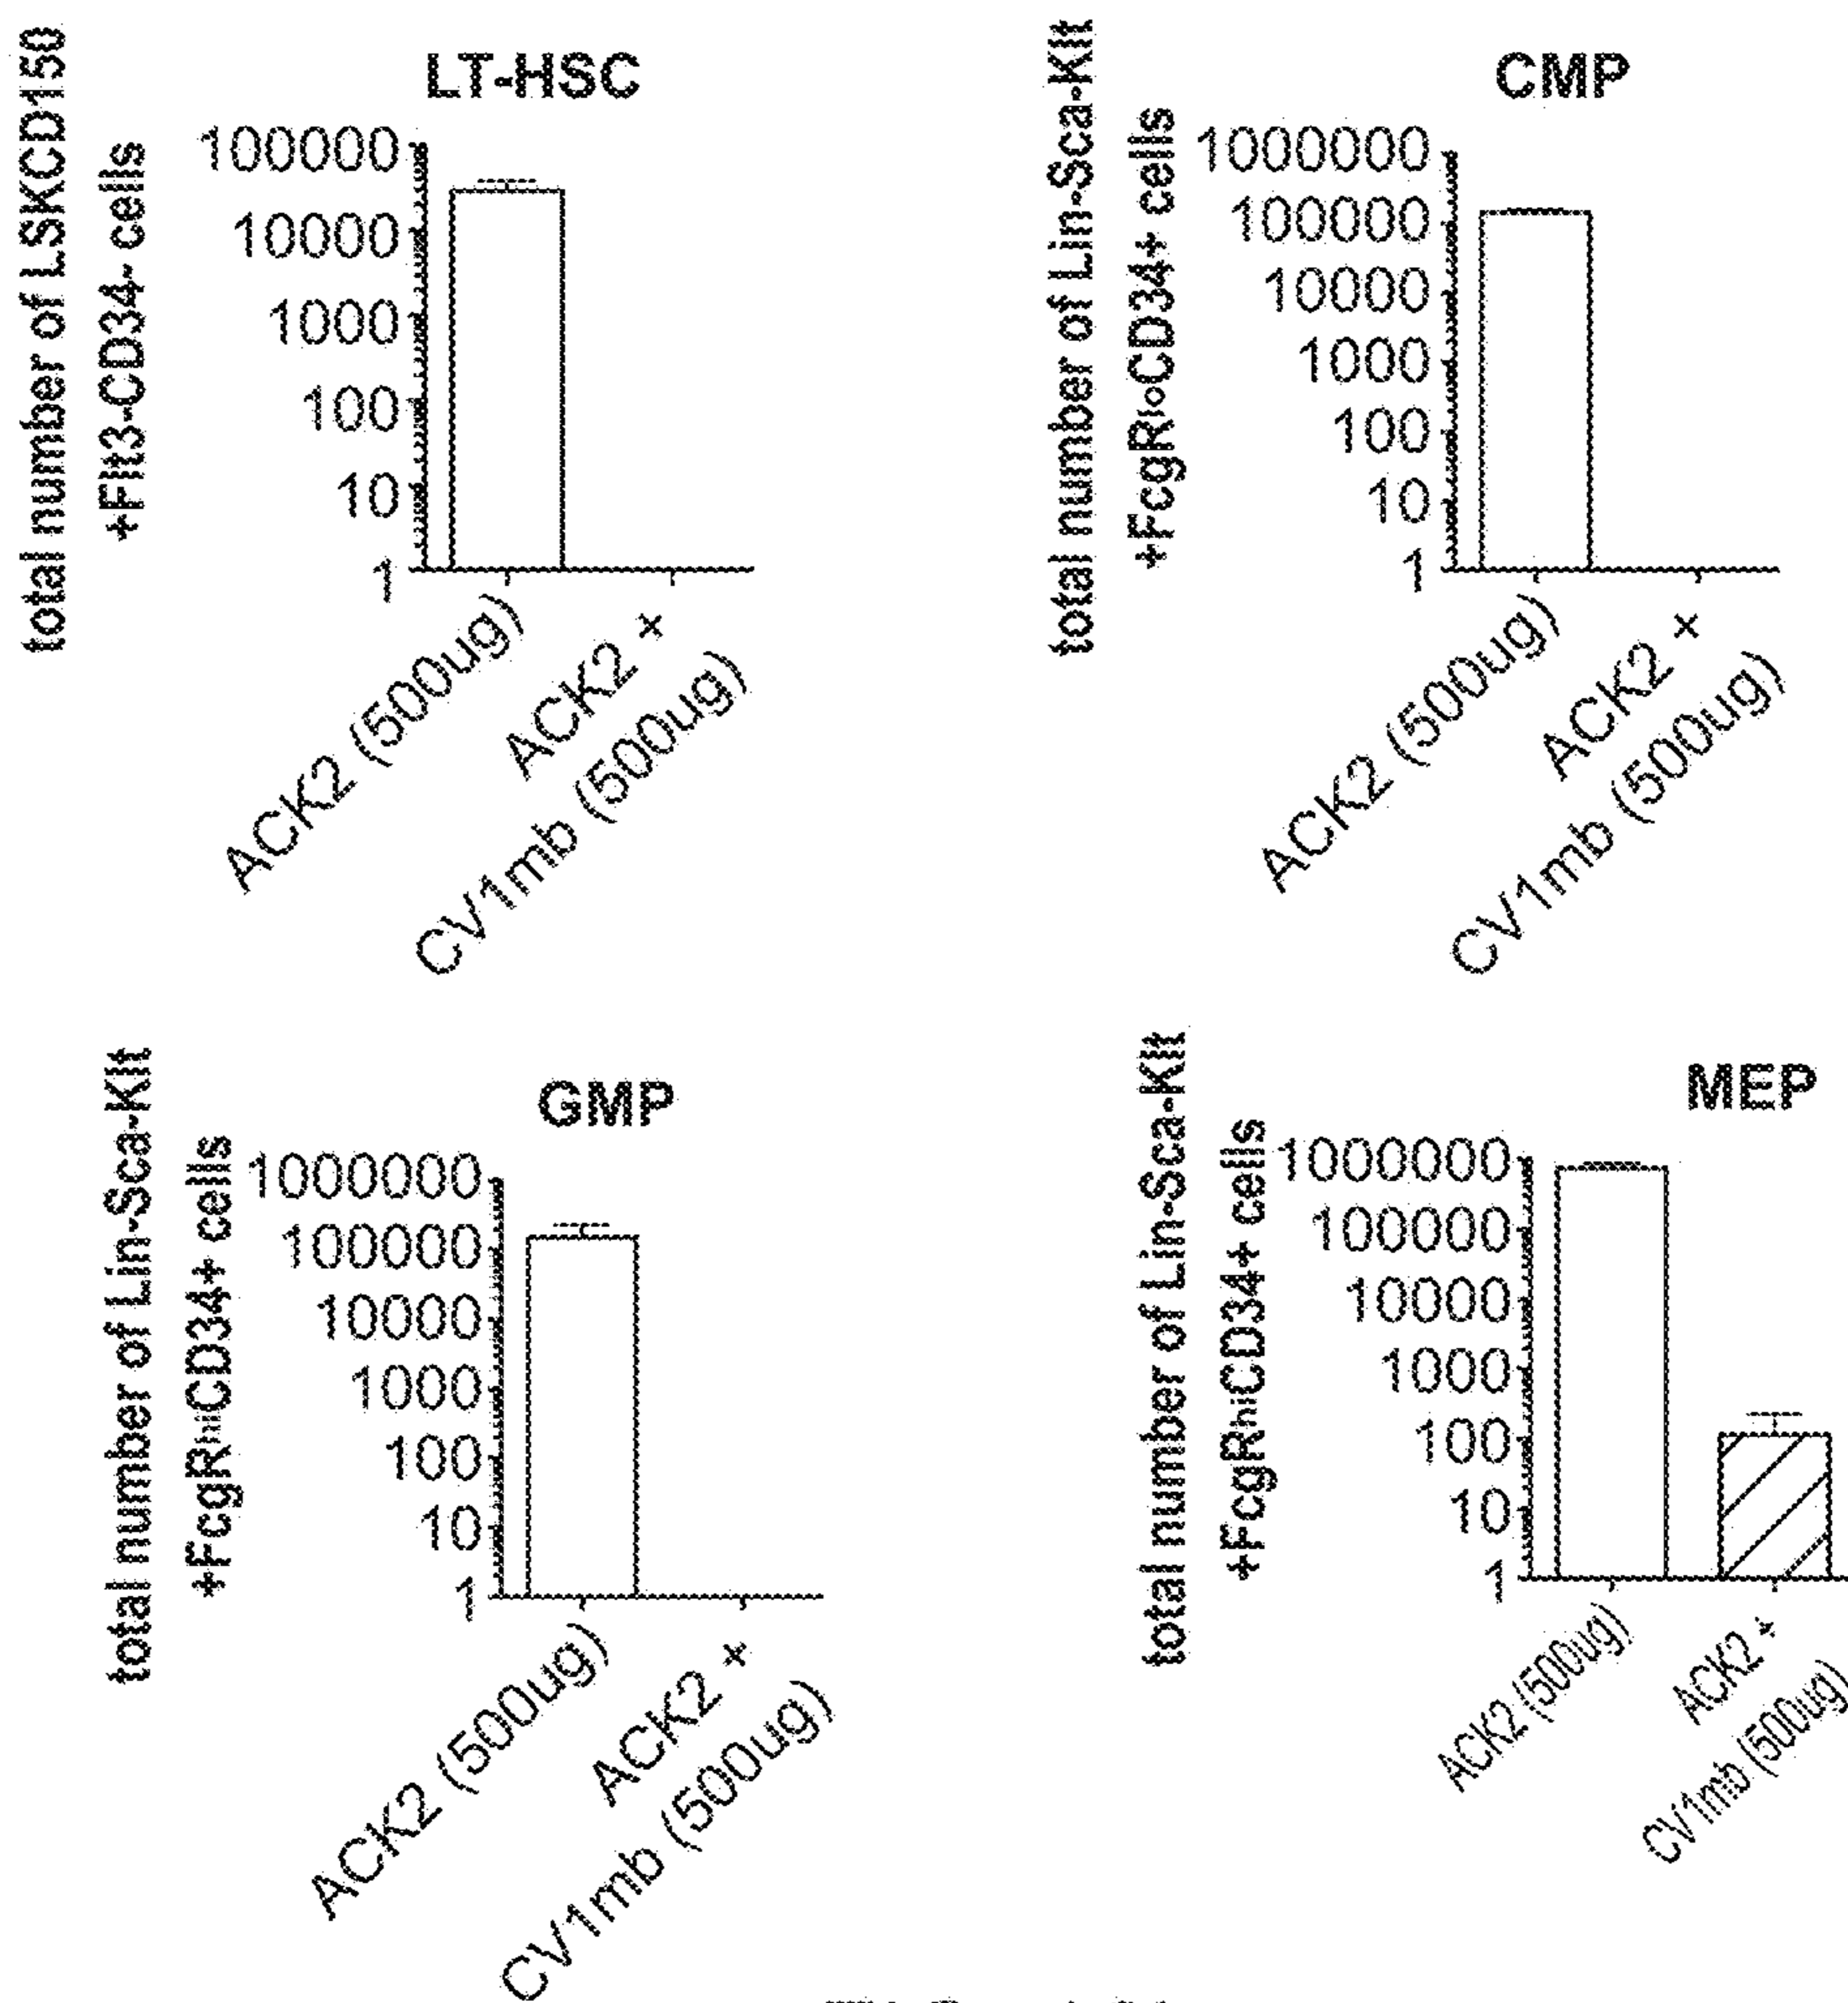 LT-HSC
total number of LSKCD150
+Flt3-CD34- cells
100000
10000
1000
100
10
1
ACK2 (500ug)
ACK2 +
CV1mb (500ug)
CMP
total number of Lin-Sca-Kit
+FcgRloCD34+ cells
1000000
100000
10000
1000
100
10
1
ACK2 (500ug)
ACK2 +
CV1mb (500ug)
GMP
total number of Lin-Sca-Kit
+FcgRhiCD34+ cells
1000000
100000
10000
1000
100
10
1
ACK2 (500ug)
ACK2 +
CV1mb (500ug)
MEP
total number of Lin-Sca-Kit
+FcgRhiCD34+ cells
1000000
100000
10000
1000
100
10
1
ACK2 (500ug)
ACK2 +
CV1mb (500ug)